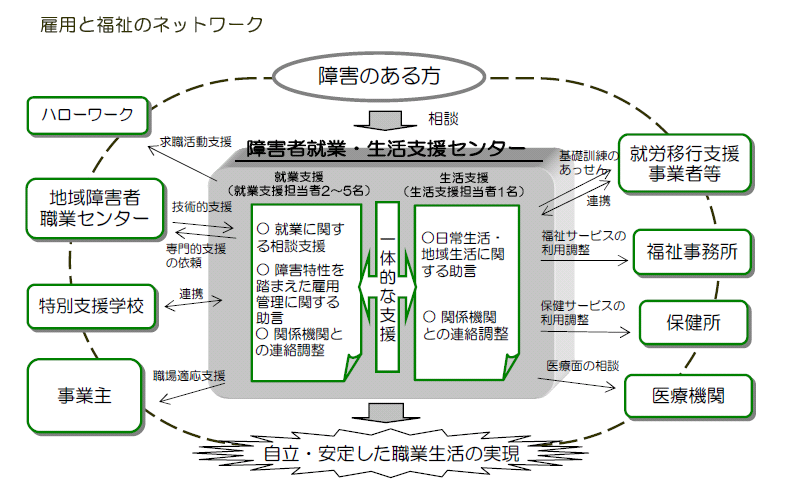 雇用と福祉のネットワーク
障害のある方
相談
ハローワーク
求職活動支援
地域障害者
職業センター
技術的支援
専門的支援
の依頼
特別支援学校
連携
事業主
職場適応支援
障害者就業・生活支援センター
就業支援
（就業支援担当者2～5名）
〇 就業に関す
る相談支援
〇 障害特性を
踏まえた雇用
管理に関する
助言
〇 関係機関と
の連絡調整
一体的な支援
生活支援
（生活支援担当者1名）
〇日常生活・
地域生活に関
する助言
〇 関係機関
との連絡調整
基礎訓練の
あっせん
連携
就労移行支援
事業者等
福祉サービスの
利用調整
福祉事務所
保健サービスの
利用調整
保健所
医療面の相談
医療機関
自立・安定した職業生活の実現